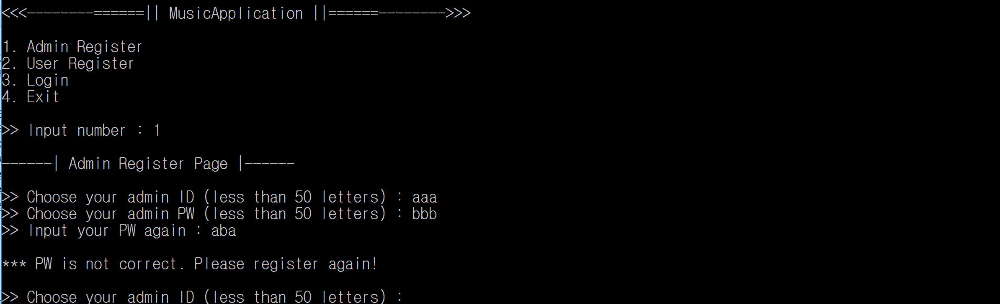 <<<--------======|| MusicApplication ||======-------->>>
1. Admin Register
2. User Register
3. Login
4. Exit
>> Input number : 1
------| Admin Register Page |------
>> Choose your admin ID (less than 50 letters) : aaa
>> Choose your admin PW (less than 50 letters) : bbb
>> Input your PW again : aba
*** PW is not correct. Please register again!
>> Choose your admin ID (less than 50 letters) :